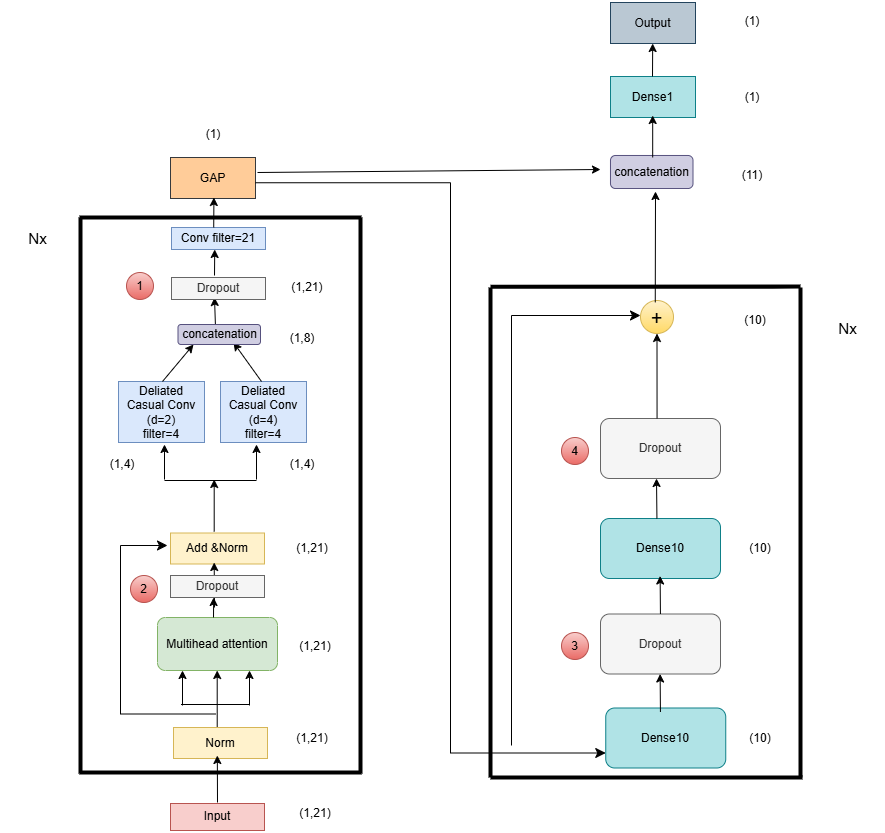 Output
(1)
Dense1
(1)
(1)
GAP
concatenation
(11)
Nx
Conv filter=21
1
Dropout
(1,21)
concatenation
(1,8)
Deliated
Casual Conv
(d=2)
filter=4
Deliated
Casual Conv
(d=4)
filter=4
(1,4)
(1,4)
Add &Norm
(1,21)
2
Dropout
Multihead attention
(1,21)
Norm
(1,21)
Input
(1,21)
+
(10)
Nx
4
Dropout
Dense10
(10)
3
Dropout
Dense10
(10)